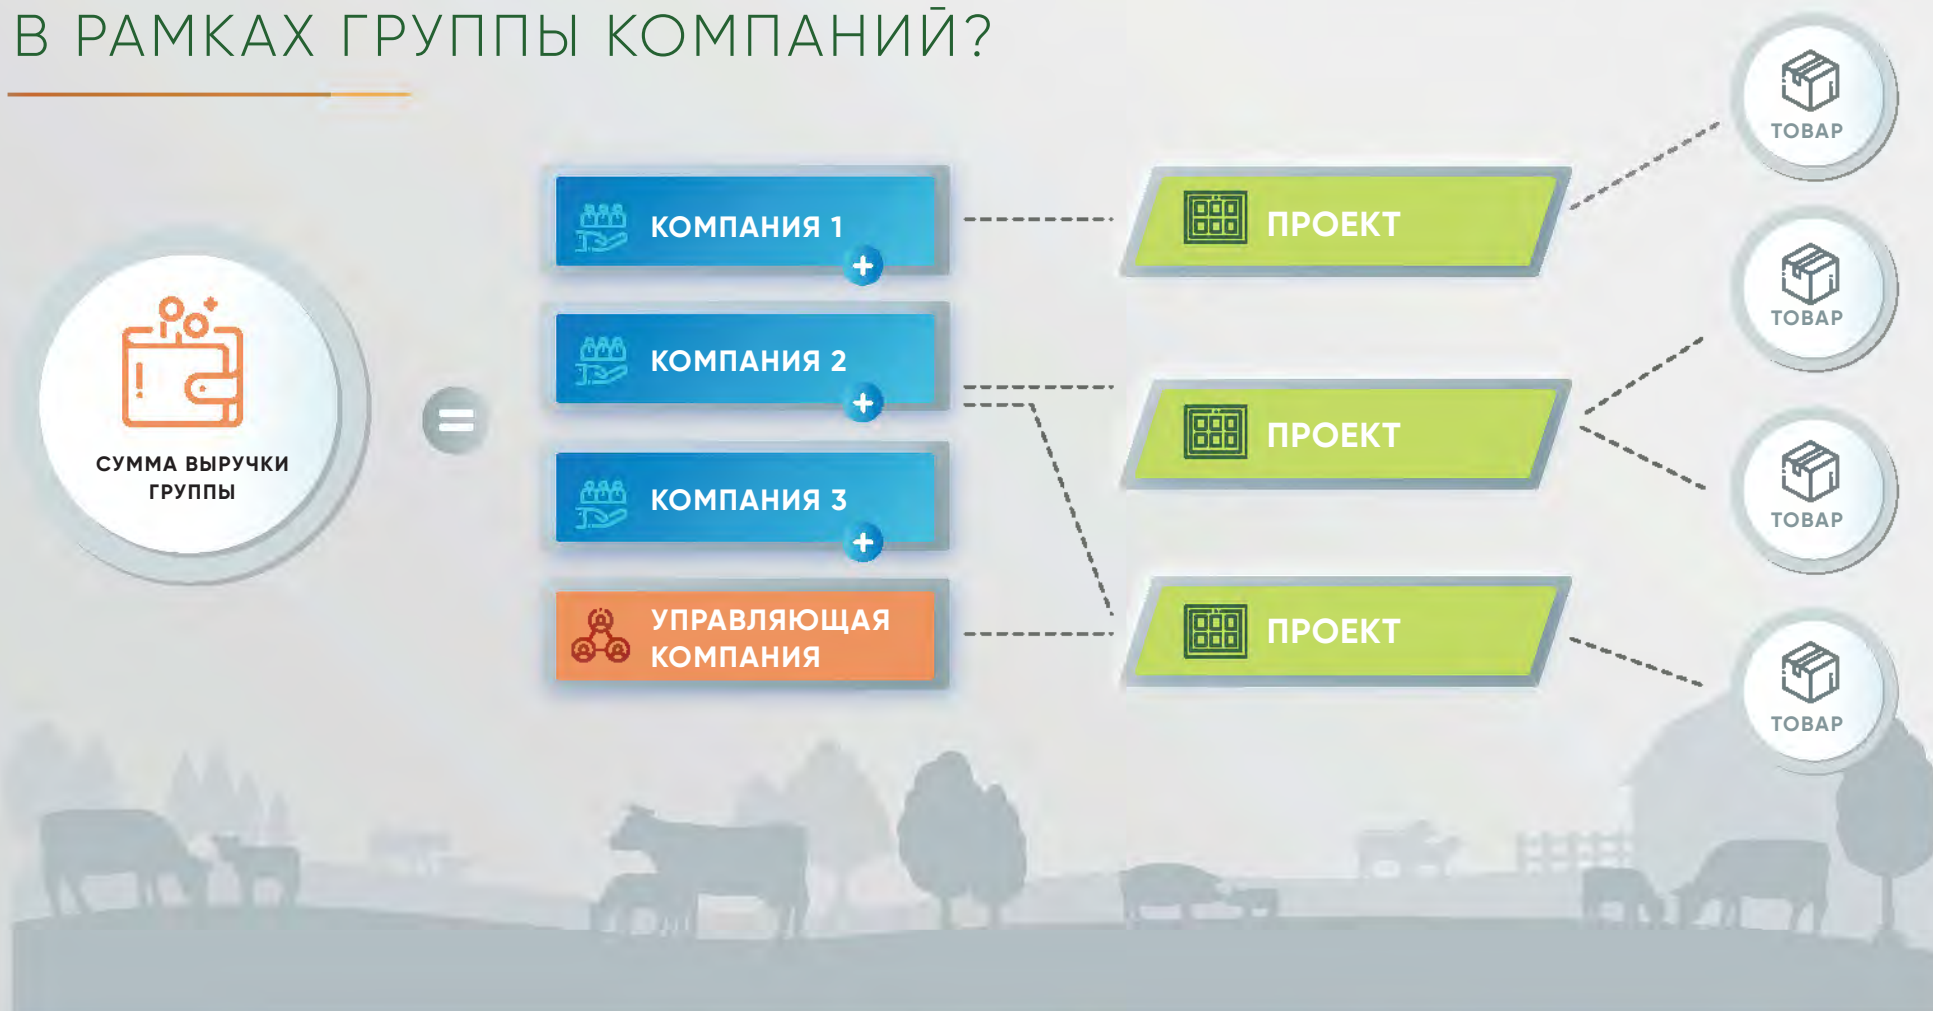 В РАМКАХ ГРУППЫ КОМПАНИЙ?
СУММА ВЫРУЧКИ
ГРУППЫ
=
КОМПАНИЯ 1
+
КОМПАНИЯ 2
+
КОМПАНИЯ 3
+
УПРАВЛЯЮЩАЯ
КОМПАНИЯ
ПРОЕКТ
ПРОЕКТ
ПРОЕКТ
ТОВАР
ТОВАР
ТОВАР
ТОВАР